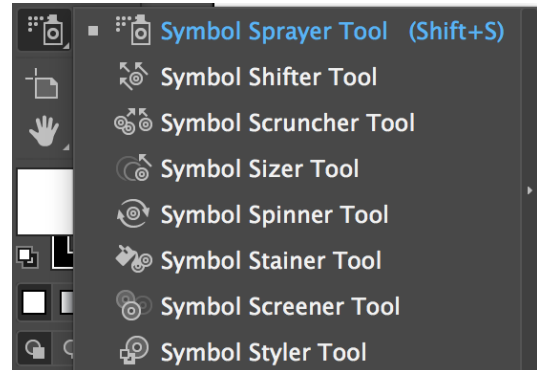 Symbol Sprayer Tool (Shift+S)
Symbol Shifter Tool
Symbol Scruncher Tool
Symbol Sizer Tool
Symbol Spinner Tool
Symbol Stainer Tool
Symbol Screener Tool
Symbol Styler Tool